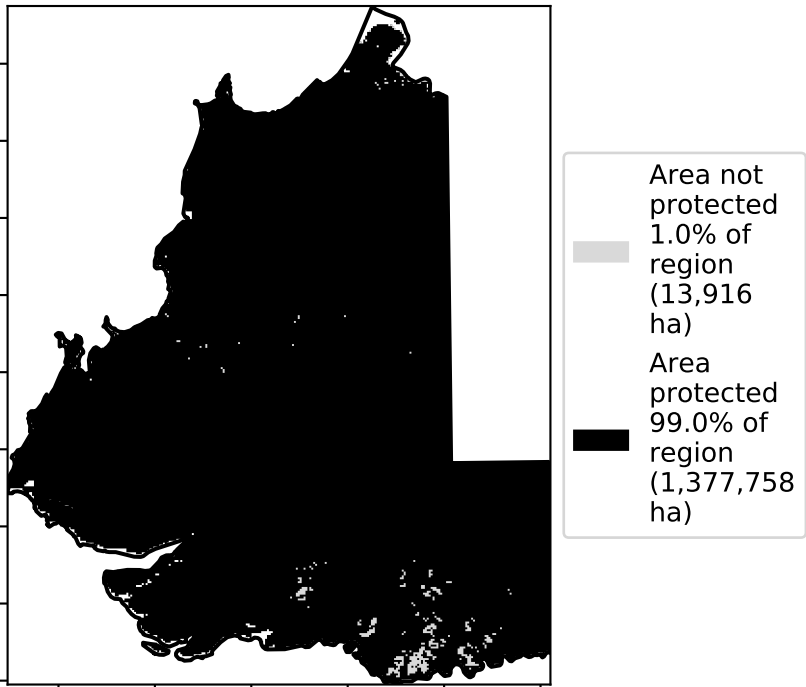 Area not
protected
1.0% of
region
(13,916
ha)
Area
protected
99.0% of
region
(1,377,758
ha)